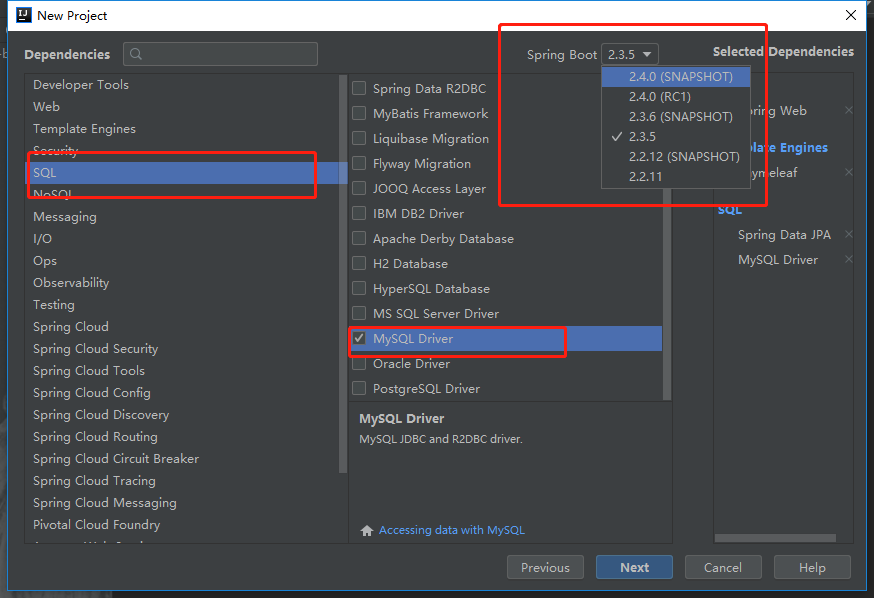 New Project
Dependencies
Spring Boot 2.3.5
Selected Dependencies
2.4.0 (SNAPSHOT)
2.4.0 (RC1)
2.3.6 (SNAPSHOT)
2.3.5
2.2.12 (SNAPSHOT)
2.2.11
Developer Tools
Web
Template Engines
Security
SQL
NoSQL
Messaging
I/O
Ops
Observability
Testing
Spring Cloud
Spring Cloud Security
Spring Cloud Tools
Spring Cloud Config
Spring Cloud Discovery
Spring Cloud Routing
Spring Cloud Circuit Breaker
Spring Cloud Tracing
Spring Cloud Messaging
Pivotal Cloud Foundry
Spring Data R2DBC
MyBatis Framework
Liquibase Migration
Flyway Migration
JOOQ Access Layer
IBM DB2 Driver
Apache Derby Database
H2 Database
HyperSQL Database
MS SQL Server Driver
MySQL Driver
Oracle Driver
PostgreSQL Driver
MySQL Driver
MySQL JDBC and R2DBC driver.
Accessing data with MySQL
ring Web
late Engines
ymeleaf
SQL
Spring Data JPA
MySQL Driver
Previous
Next
Cancel
Help